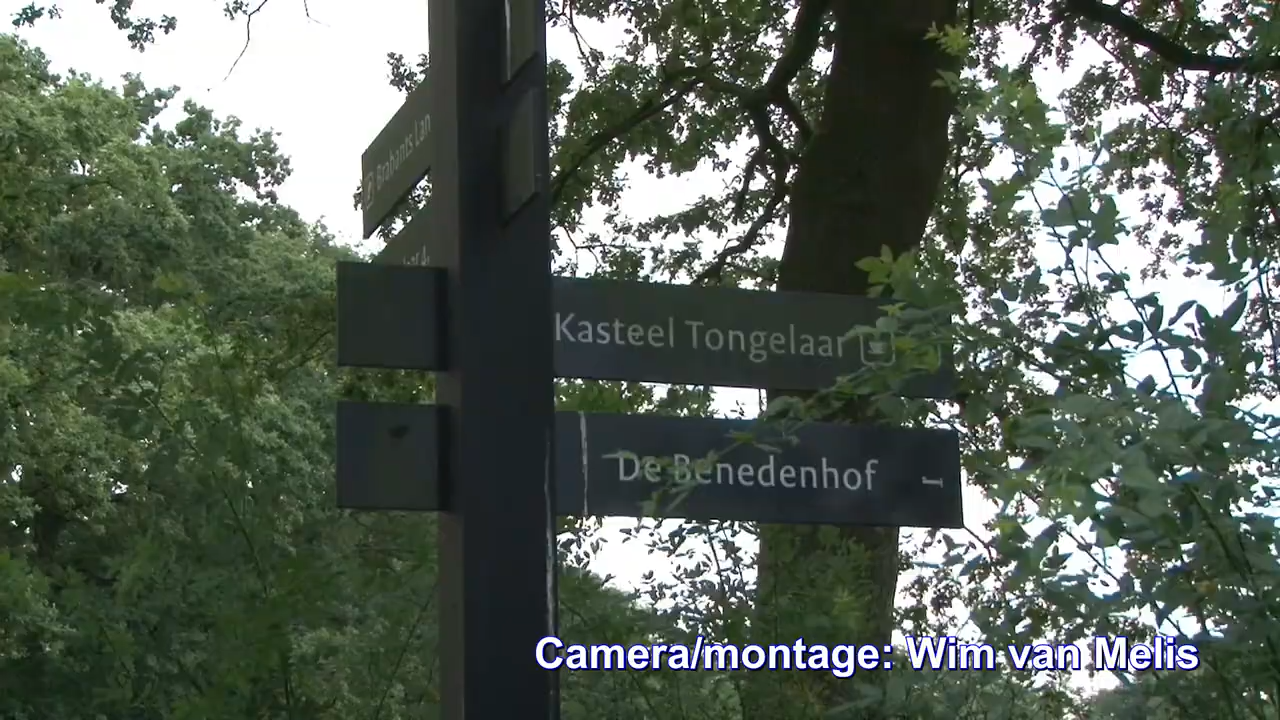 Brabants Lan
Kasteel Tongelaar
De Benedenhof
Camera/montage: Wim van Melis